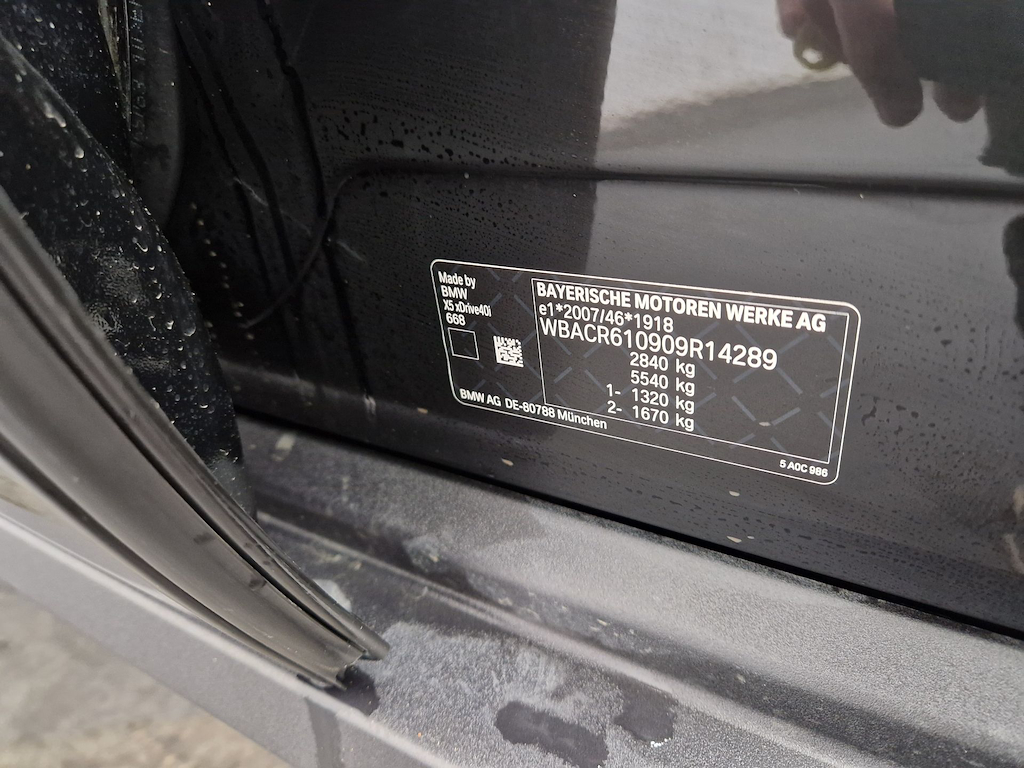 Made by
BMW
X5 xDrive40i
668
BAYERISCHE MOTOREN WERKE AG
e1*2007/46*1918
WBACR610909R14289
2840 kg
5540 kg
1- 1320 kg
2- 1670 kg
BMW AG DE-80788 München
5 A0C 986